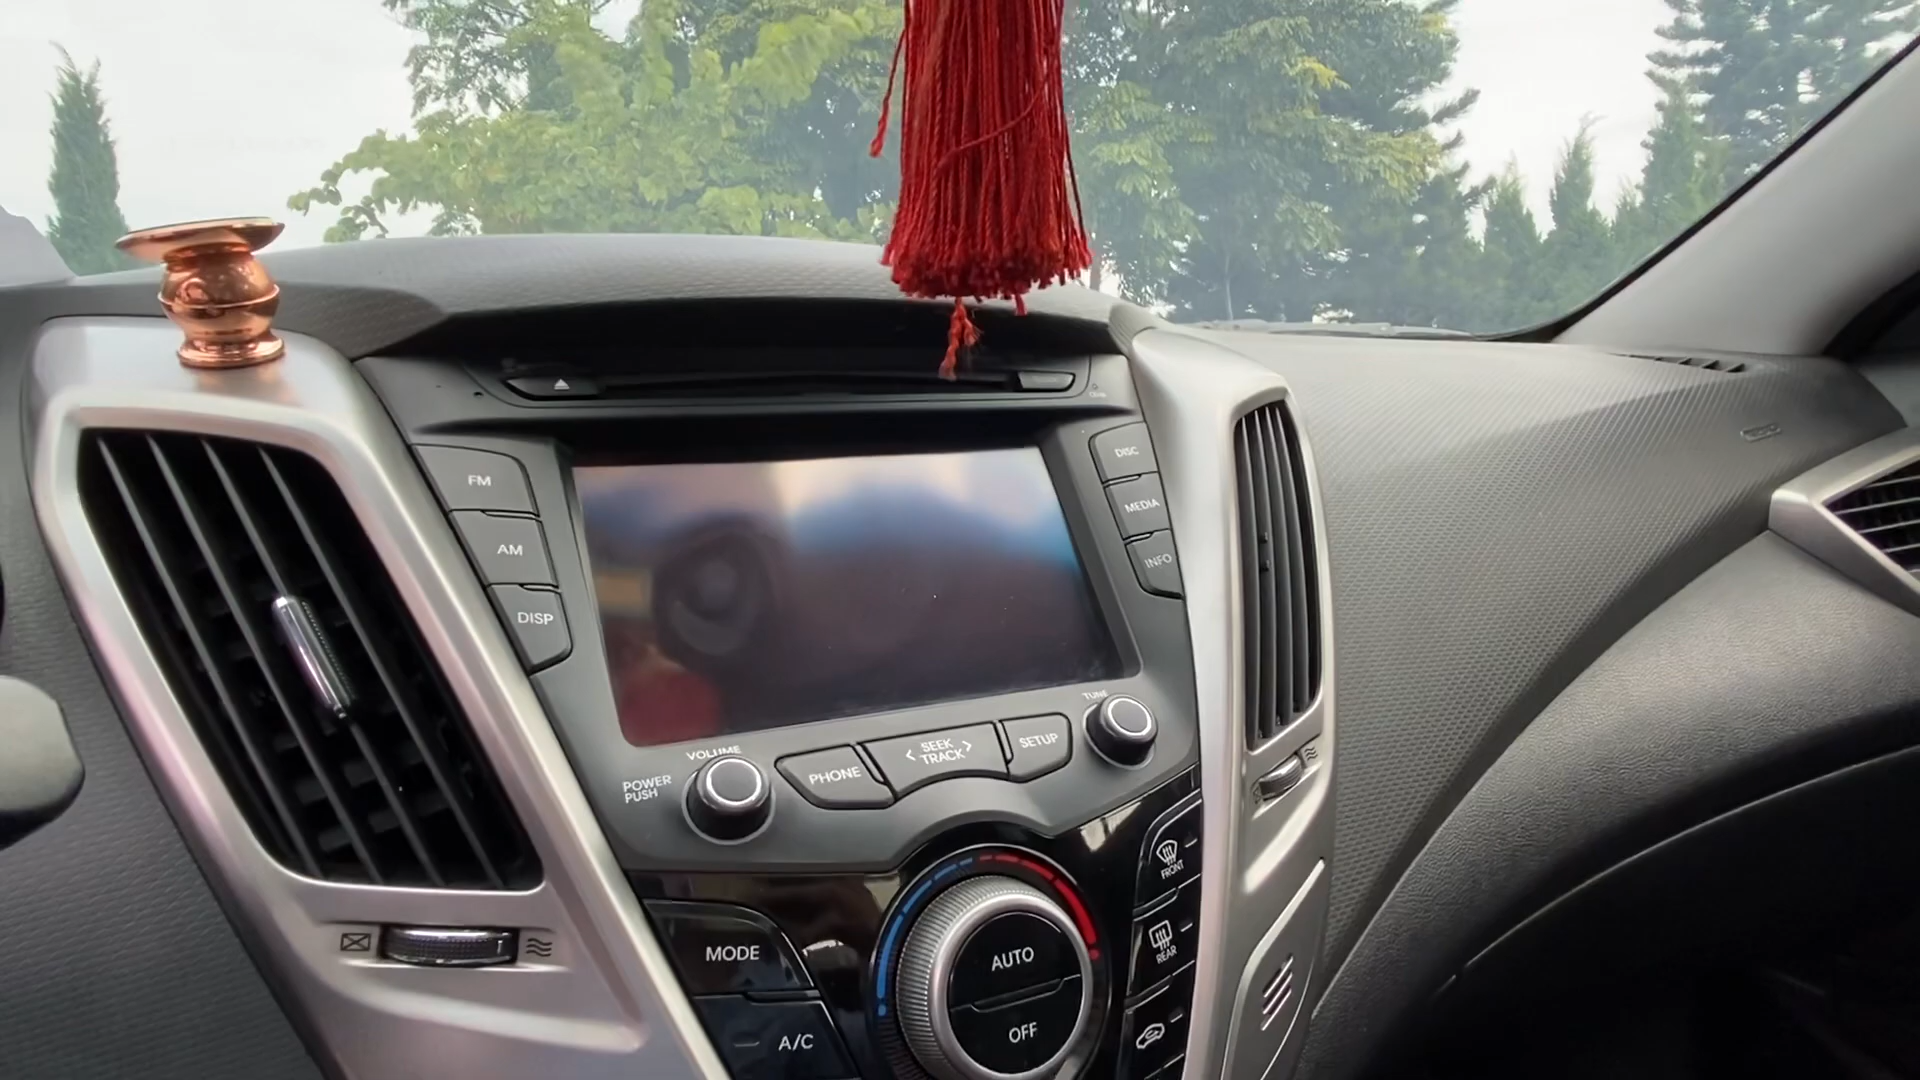 FM
AM
DISP
DISC
MEDIA
INFO
VOLUME
POWER
PUSH
PHONE
SEEK
TRACK
SETUP
TUNE
MODE
A/C
AUTO
OFF
FRONT
REAR